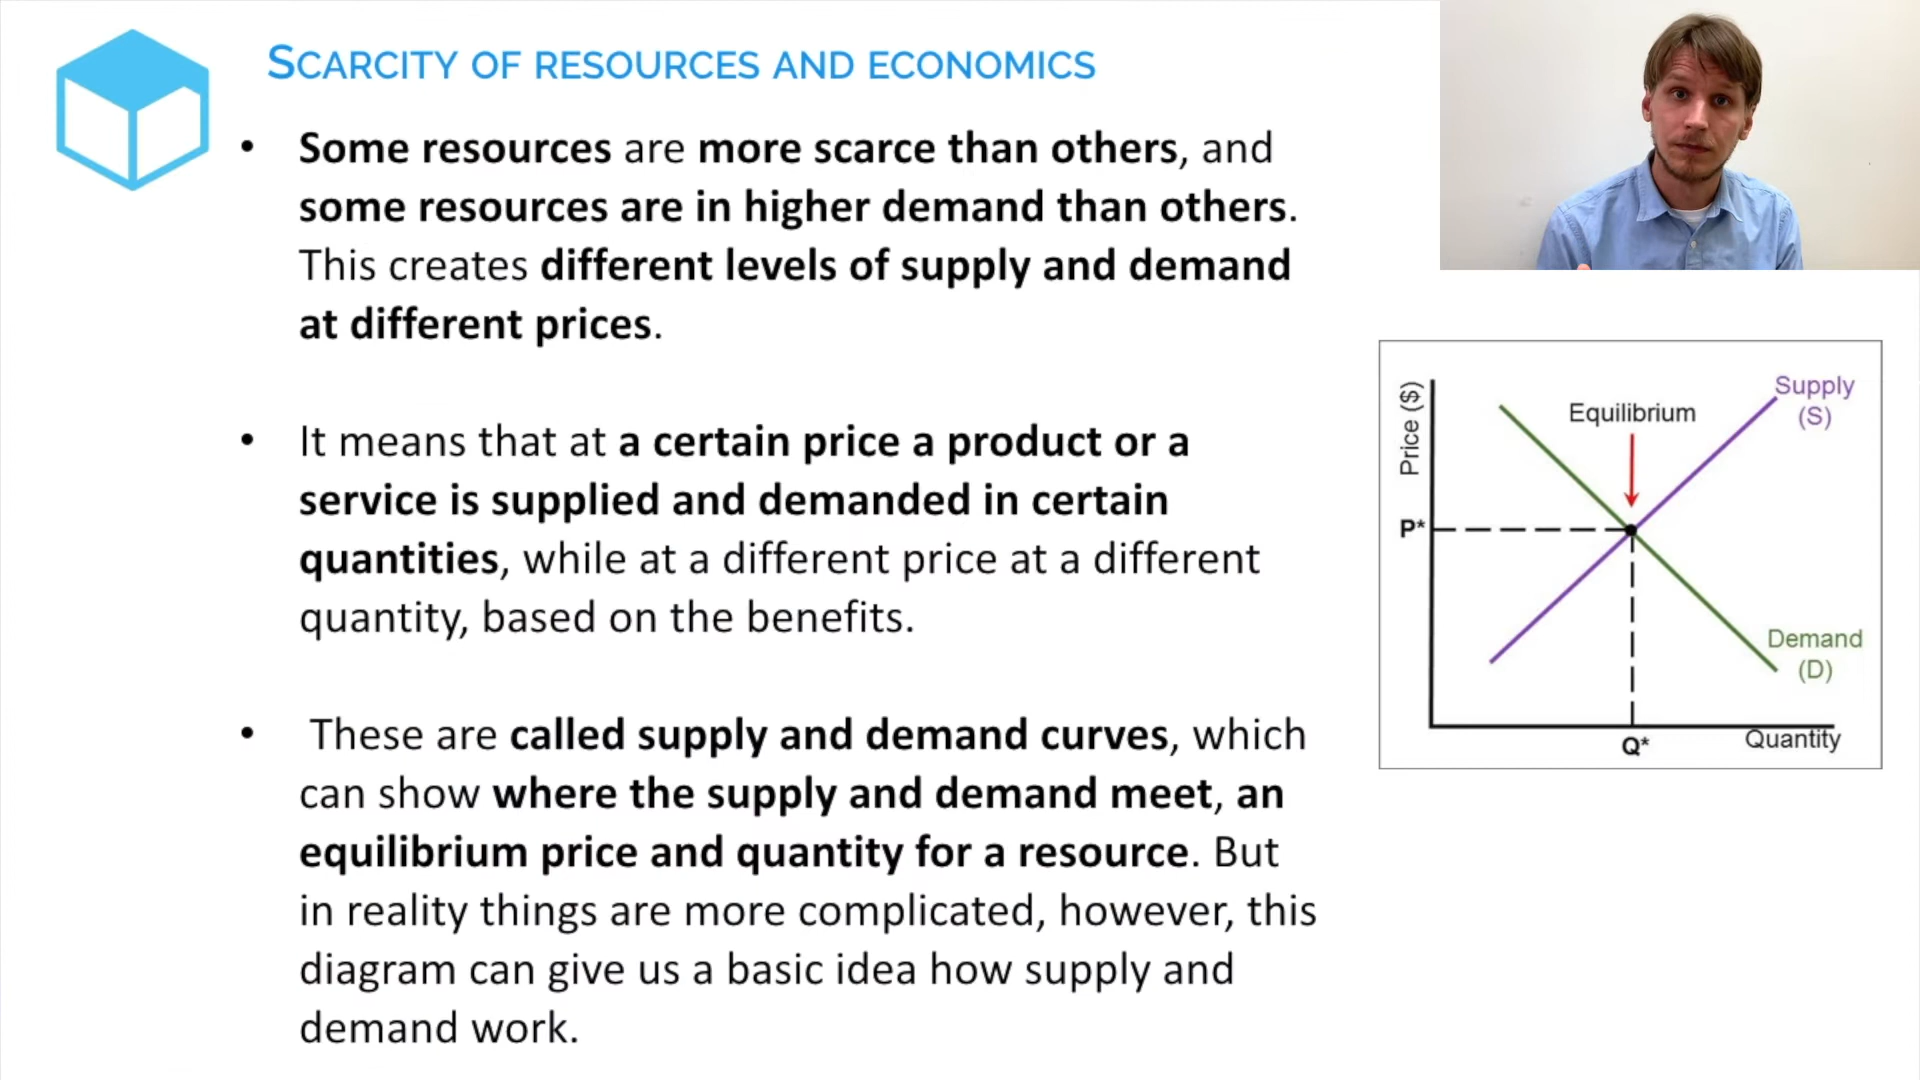 SCARCITY OF RESOURCES AND ECONOMICS
• Some resources are more scarce than others, and
some resources are in higher demand than others.
This creates different levels of supply and demand
at different prices.
• It means that at a certain price a product or a
service is supplied and demanded in certain
quantities, while at a different price at a different
quantity, based on the benefits.
• These are called supply and demand curves, which
can show where the supply and demand meet, an
equilibrium price and quantity for a resource. But
in reality things are more complicated, however, this
diagram can give us a basic idea how supply and
demand work.
Price ($)
Supply
(S)
Equilibrium
P*
Demand
(D)
Q*
Quantity